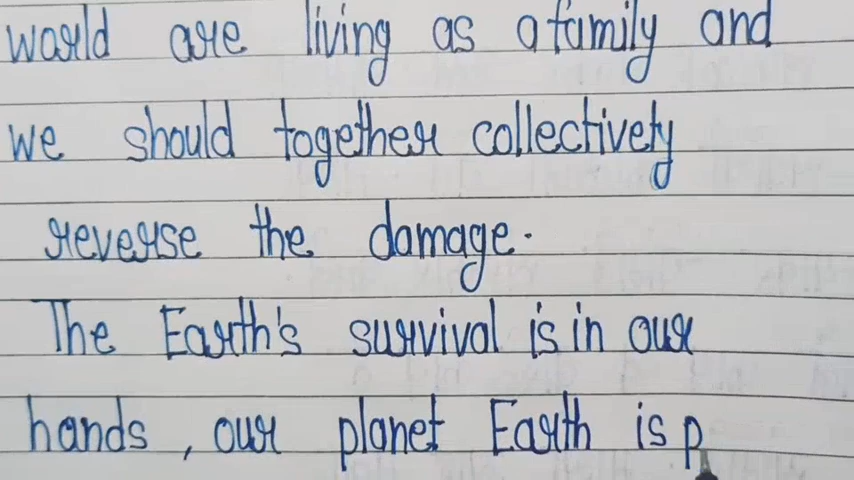 world are living as a family and
we should together collectively
reverse the damage.
The Earth's survival is in our
hands, our planet Earth is p